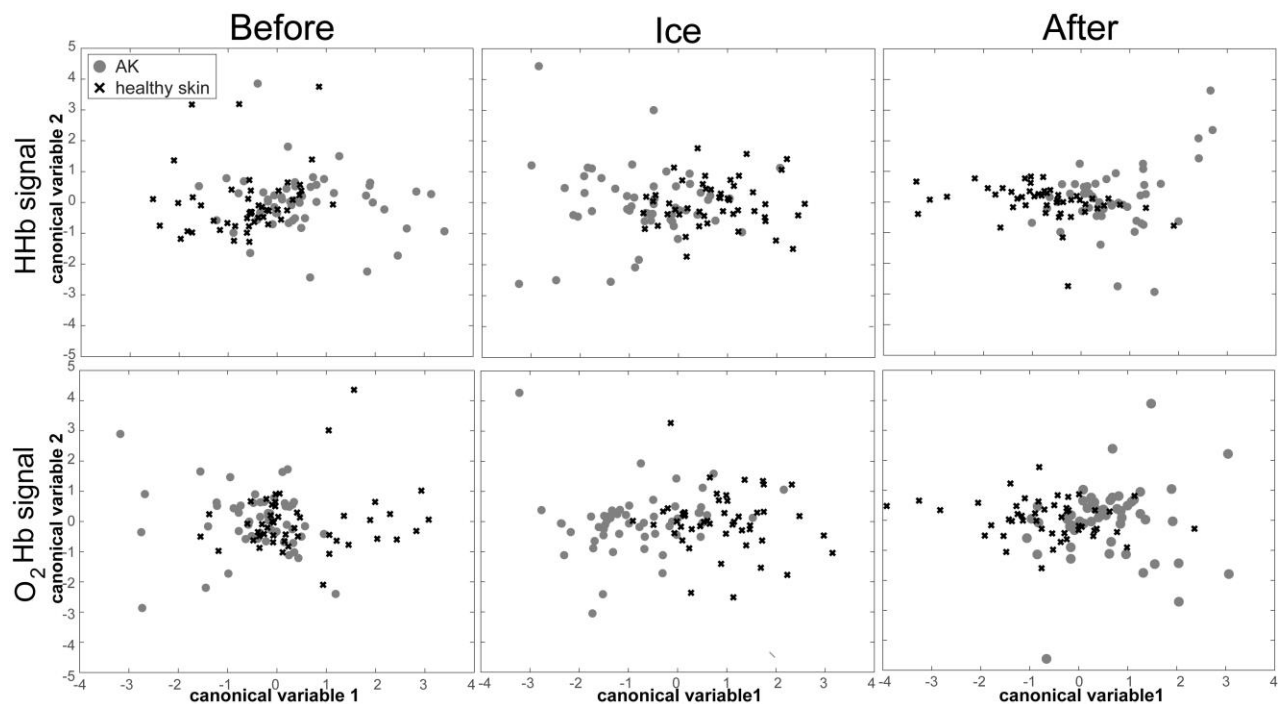 Before Ice After
HHb signal
canonical variable 2
5
4
3
2
1
0
-1
-2
-3
-4
5
AK
healthy skin
O2Hb signal
canonical variable 2
5
4
3
2
1
0
-1
-2
-3
-4
-5
-4 -3 -2 -1 0 1 2 3 4 -3 -2 -1 0 1 2 3 -4 -3 -2 -1 0 1 2 3 4
canonical variable 1 canonical variable1 canonical variable1